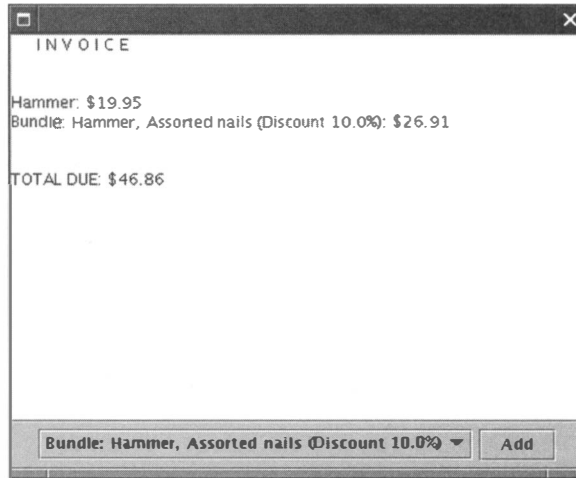 INVOICE
Hammer: $19.95
Bundle: Hammer, Assorted nails (Discount 10.0%): $26.91
TOTAL DUE: $46.86
Bundle: Hammer, Assorted nails (Discount 10.0%)
Add